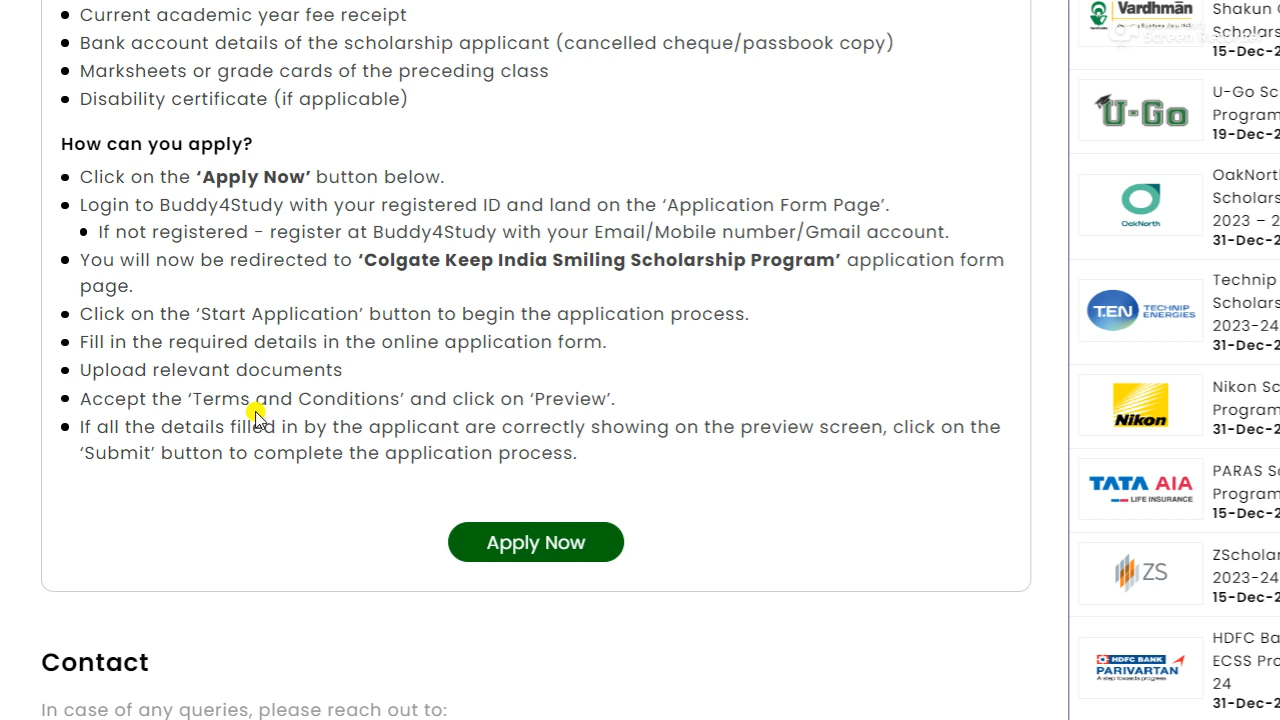 Current academic year fee receipt
Bank account details of the scholarship applicant (cancelled cheque/passbook copy)
Marksheets or grade cards of the preceding class
Disability certificate (if applicable)
How can you apply?
Click on the ‘Apply Now’ button below.
Login to Buddy4Study with your registered ID and land on the ‘Application Form Page’.
If not registered - register at Buddy4Study with your Email/Mobile number/Gmail account.
You will now be redirected to ‘Colgate Keep India Smiling Scholarship Program’ application form
page.
Click on the ‘Start Application’ button to begin the application process.
Fill in the required details in the online application form.
Upload relevant documents
Accept the ‘Terms and Conditions’ and click on ‘Preview’.
If all the details filled in by the applicant are correctly showing on the preview screen, click on the
‘Submit’ button to complete the application process.
Apply Now
Contact
In case of any queries, please reach out to:
Vardhmān
Shakun
Scholars
15-Dec-2
U-Go
U-Go Sc
Program
19-Dec-2
OakNorth
OakNorth
Scholars
2023 – 2
31-Dec-2
T.EN TECHNIP
ENERGIES
Technip
Scholars
2023-24
31-Dec-2
Nikon
Nikon Sc
Program
31-Dec-2
TATA AIA
LIFE INSURANCE
PARAS Sc
Program
15-Dec-2
ZS
ZScholar
2023-24
15-Dec-2
HDFC BANK
PARIVARTAN
A step towards progress
HDFC Ba
ECSS Pro
24
31-Dec-2